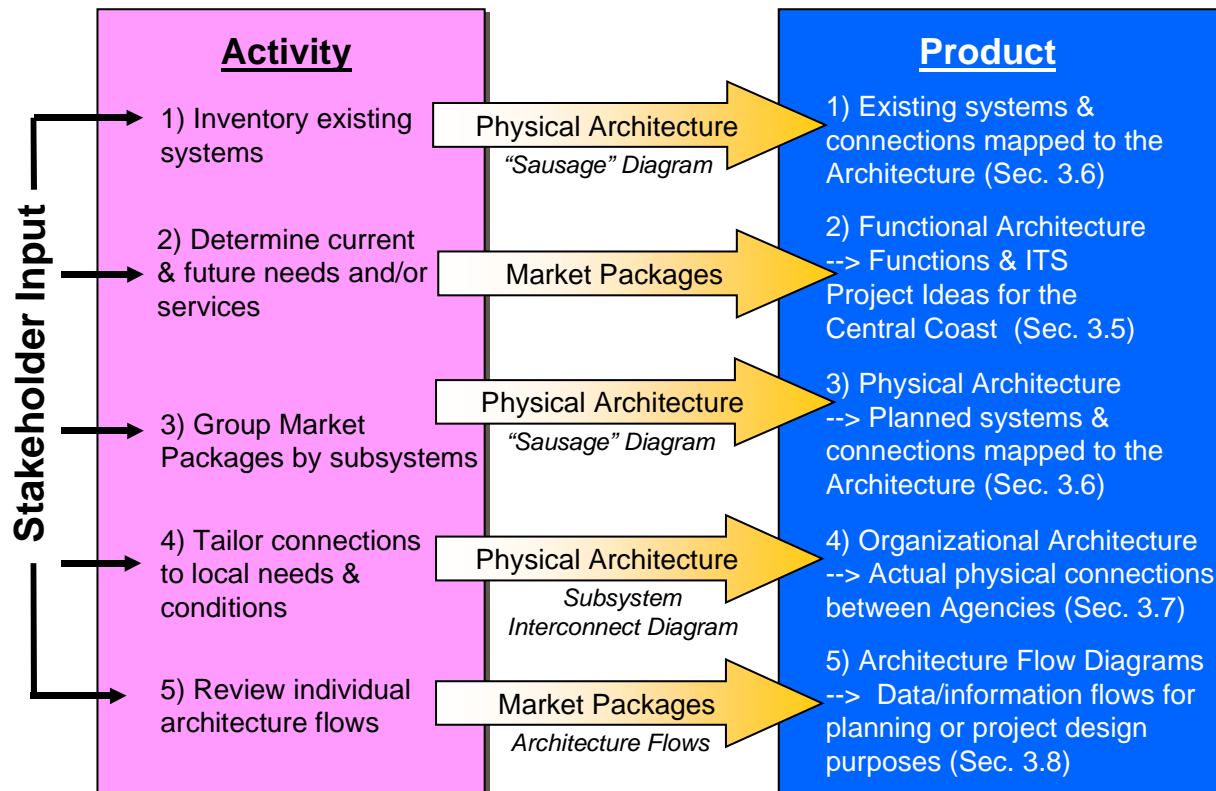 Stakeholder Input
Activity
1) Inventory existing
systems
2) Determine current
& future needs and/or
services
3) Group Market
Packages by subsystems
4) Tailor connections
to local needs &
conditions
5) Review individual
architecture flows
Physical Architecture
“Sausage” Diagram
Market Packages
Physical Architecture
“Sausage” Diagram
Physical Architecture
Subsystem
Interconnect Diagram
Market Packages
Architecture Flows
Product
1) Existing systems &
connections mapped to the
Architecture (Sec. 3.6)
2) Functional Architecture
--> Functions & ITS
Project Ideas for the
Central Coast  (Sec. 3.5)
3) Physical Architecture
--> Planned systems &
connections mapped to the
Architecture (Sec. 3.6)
4) Organizational Architecture
--> Actual physical connections
between Agencies (Sec. 3.7)
5) Architecture Flow Diagrams
-->  Data/information flows for
planning or project design
purposes (Sec. 3.8)